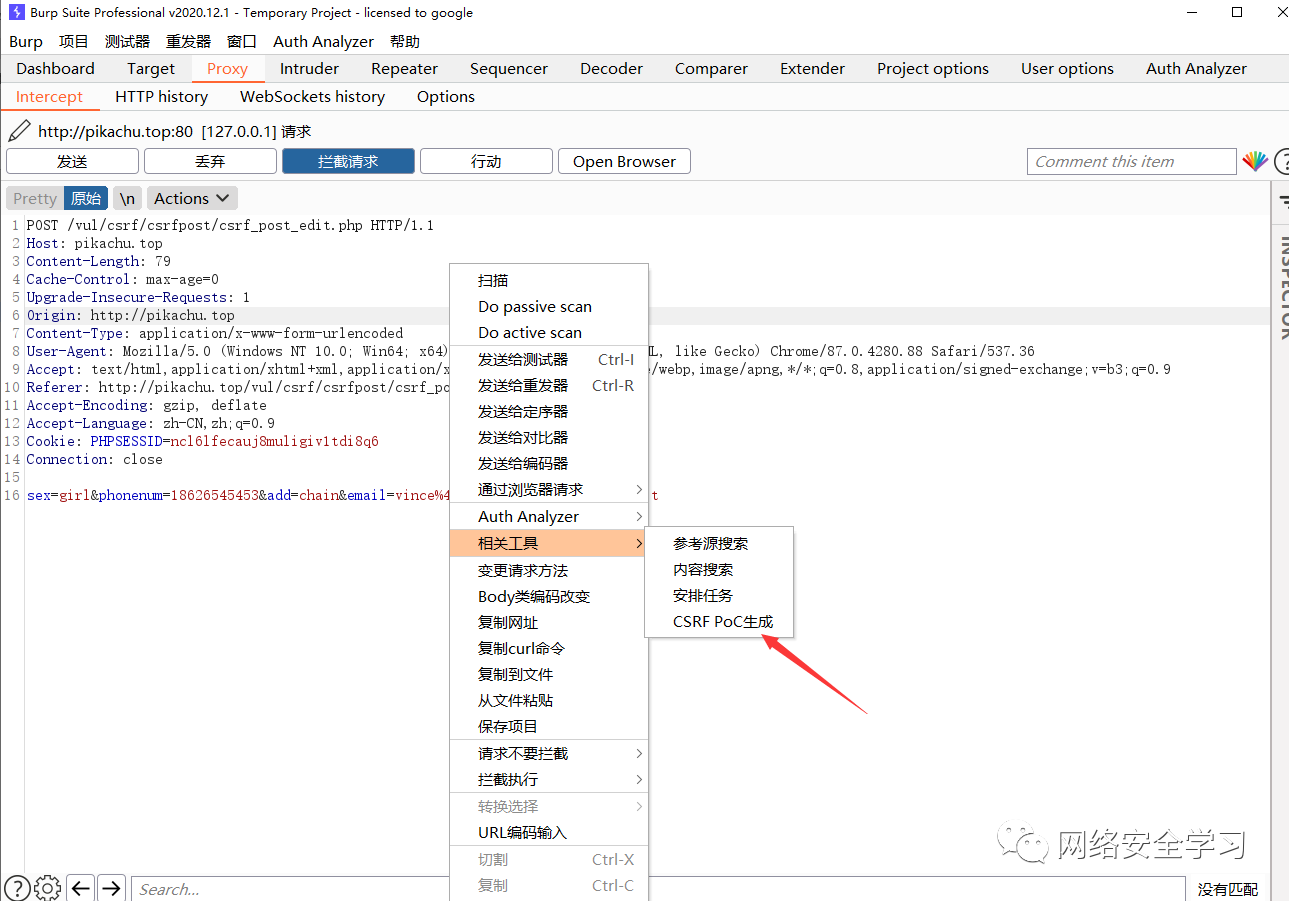 Burp Suite Professional v2020.12.1 - Temporary Project - licensed to google
Burp 项目 测试器 重发器 窗口 Auth Analyzer 帮助
Dashboard Target Proxy Intruder Repeater Sequencer Decoder Comparer Extender Project options User options Auth Analyzer
Intercept HTTP history WebSockets history Options
http://pikachu.top:80 [127.0.0.1] 请求
发送 丢弃 拦截请求 行动 Open Browser Comment this item
Pretty 原始 \n Actions
INSPECTOR
1 POST /vul/csrf/csrfpost/csrf_post_edit.php HTTP/1.1
2 Host: pikachu.top
3 Content-Length: 79
4 Cache-Control: max-age=0
5 Upgrade-Insecure-Requests: 1
6 Origin: http://pikachu.top
7 Content-Type: application/x-www-form-urlencoded
8 User-Agent: Mozilla/5.0 (Windows NT 10.0; Win64; x64) L, like Gecko) Chrome/87.0.4280.88 Safari/537.36
9 Accept: text/html,application/xhtml+xml,application/x e/webp,image/apng,*/*;q=0.8,application/signed-exchange;v=b3;q=0.9
10 Referer: http://pikachu.top/vul/csrf/csrfpost/csrf_po
11 Accept-Encoding: gzip, deflate
12 Accept-Language: zh-CN,zh;q=0.9
13 Cookie: PHPSESSID=ncl6lfecauj8muligiv1tdi8q6
14 Connection: close
15
16 sex=girl&phonenum=18626545453&add=chain&email=vince%4 t
扫描
Do passive scan
Do active scan
发送给测试器 Ctrl-I
发送给重发器 Ctrl-R
发送给定序器
发送给对比器
发送给编码器
通过浏览器请求
Auth Analyzer
相关工具
参考源搜索
内容搜索
安排任务
CSRF PoC生成
变更请求方法
Body类编码改变
复制网址
复制curl命令
复制到文件
从文件粘贴
保存项目
请求不要拦截
拦截执行
转换选择
URL编码输入
切割 Ctrl-X
复制 Ctrl-C
网络安全学习
Search...
没有匹配